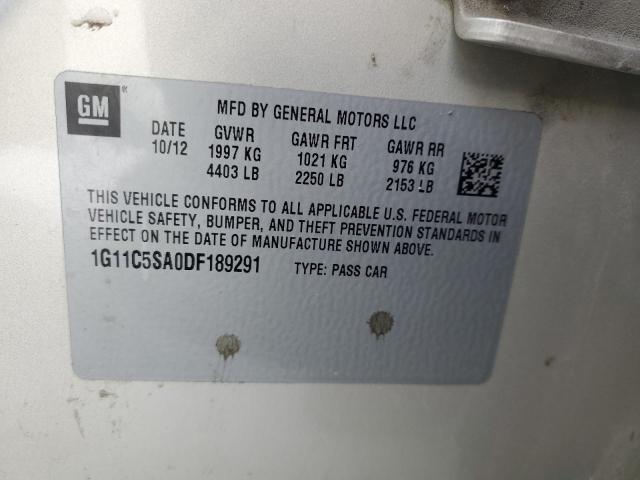 GM
MFD BY GENERAL MOTORS LLC
DATE GVWR GAWR FRT GAWR RR
10/12 1997 KG 1021 KG 976 KG
4403 LB 2250 LB 2153 LB
THIS VEHICLE CONFORMS TO ALL APPLICABLE U.S. FEDERAL MOTOR
VEHICLE SAFETY, BUMPER, AND THEFT PREVENTION STANDARDS IN
EFFECT ON THE DATE OF MANUFACTURE SHOWN ABOVE.
1G11C5SA0DF189291 TYPE: PASS CAR